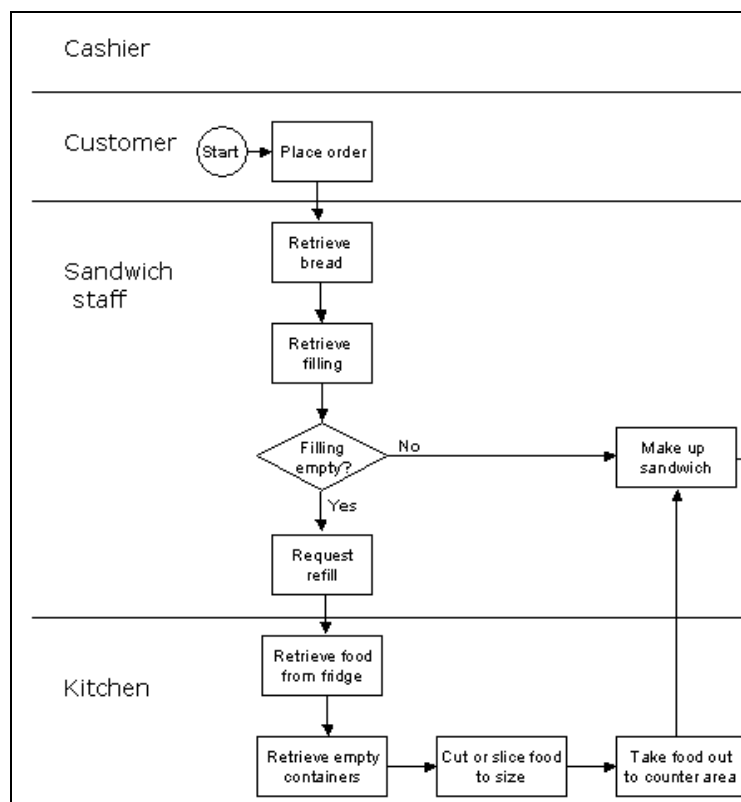 Cashier
Customer
Start
Place order
Retrieve
bread
Sandwich
staff
Retrieve
filling
Filling
empty?
No
Make up
sandwich
Yes
Request
refill
Retrieve food
from fridge
Kitchen
Retrieve empty
containers
Cut or slice food
to size
Take food out
to counter area